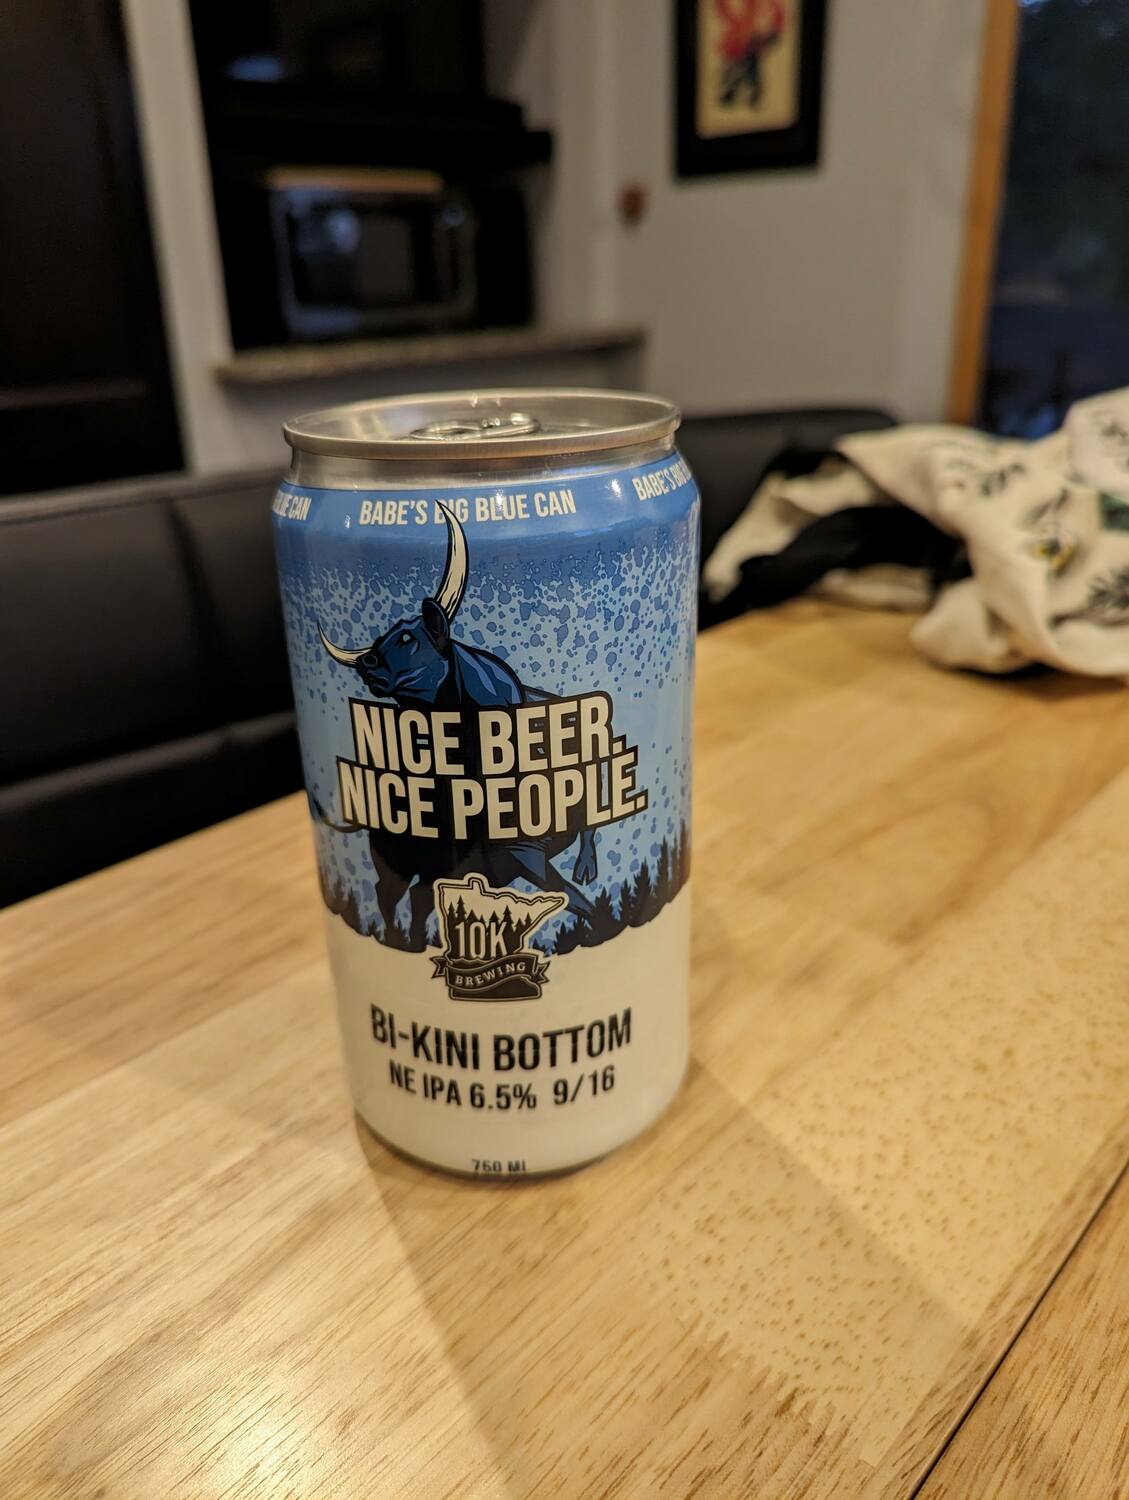 BLUE CAN
BABE'S BIG BLUE CAN
BABE'S BIG
NICE BEER.
NICE PEOPLE.
10K
BREWING
BI-KINI BOTTOM
NE IPA 6.5% 9/16
750 ML